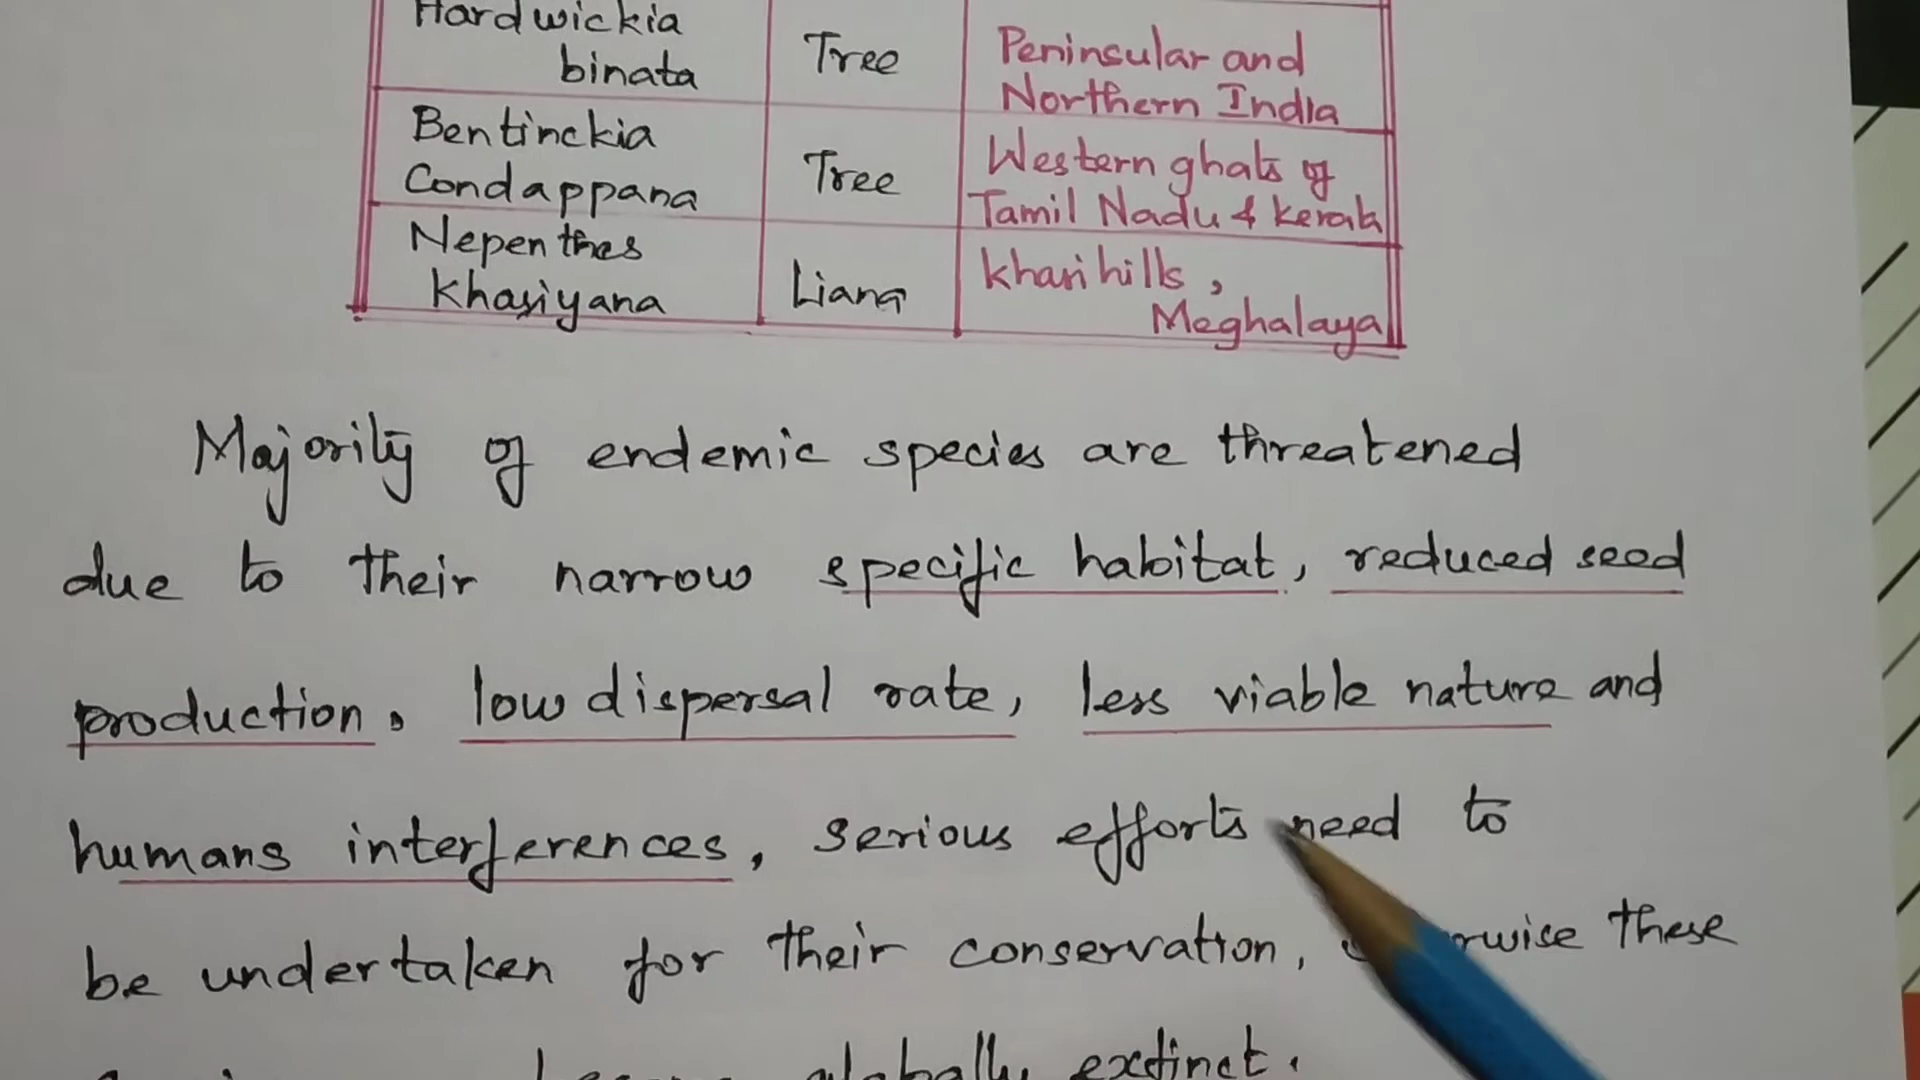 Hardwickia
binata
Tree
Peninsular and
Northern India
Bentinckia
Condappana
Tree
Western ghats of
Tamil Nadu & Kerala
Nepenthes
Khasiyana
Liana
Khasi hills,
Meghalaya
Majority of endemic species are threatened
due to their narrow specific habitat, reduced seed
production, low dispersal rate, less viable nature and
humans interferences, serious efforts need to
be undertaken for their conservation, these
globally extinct.